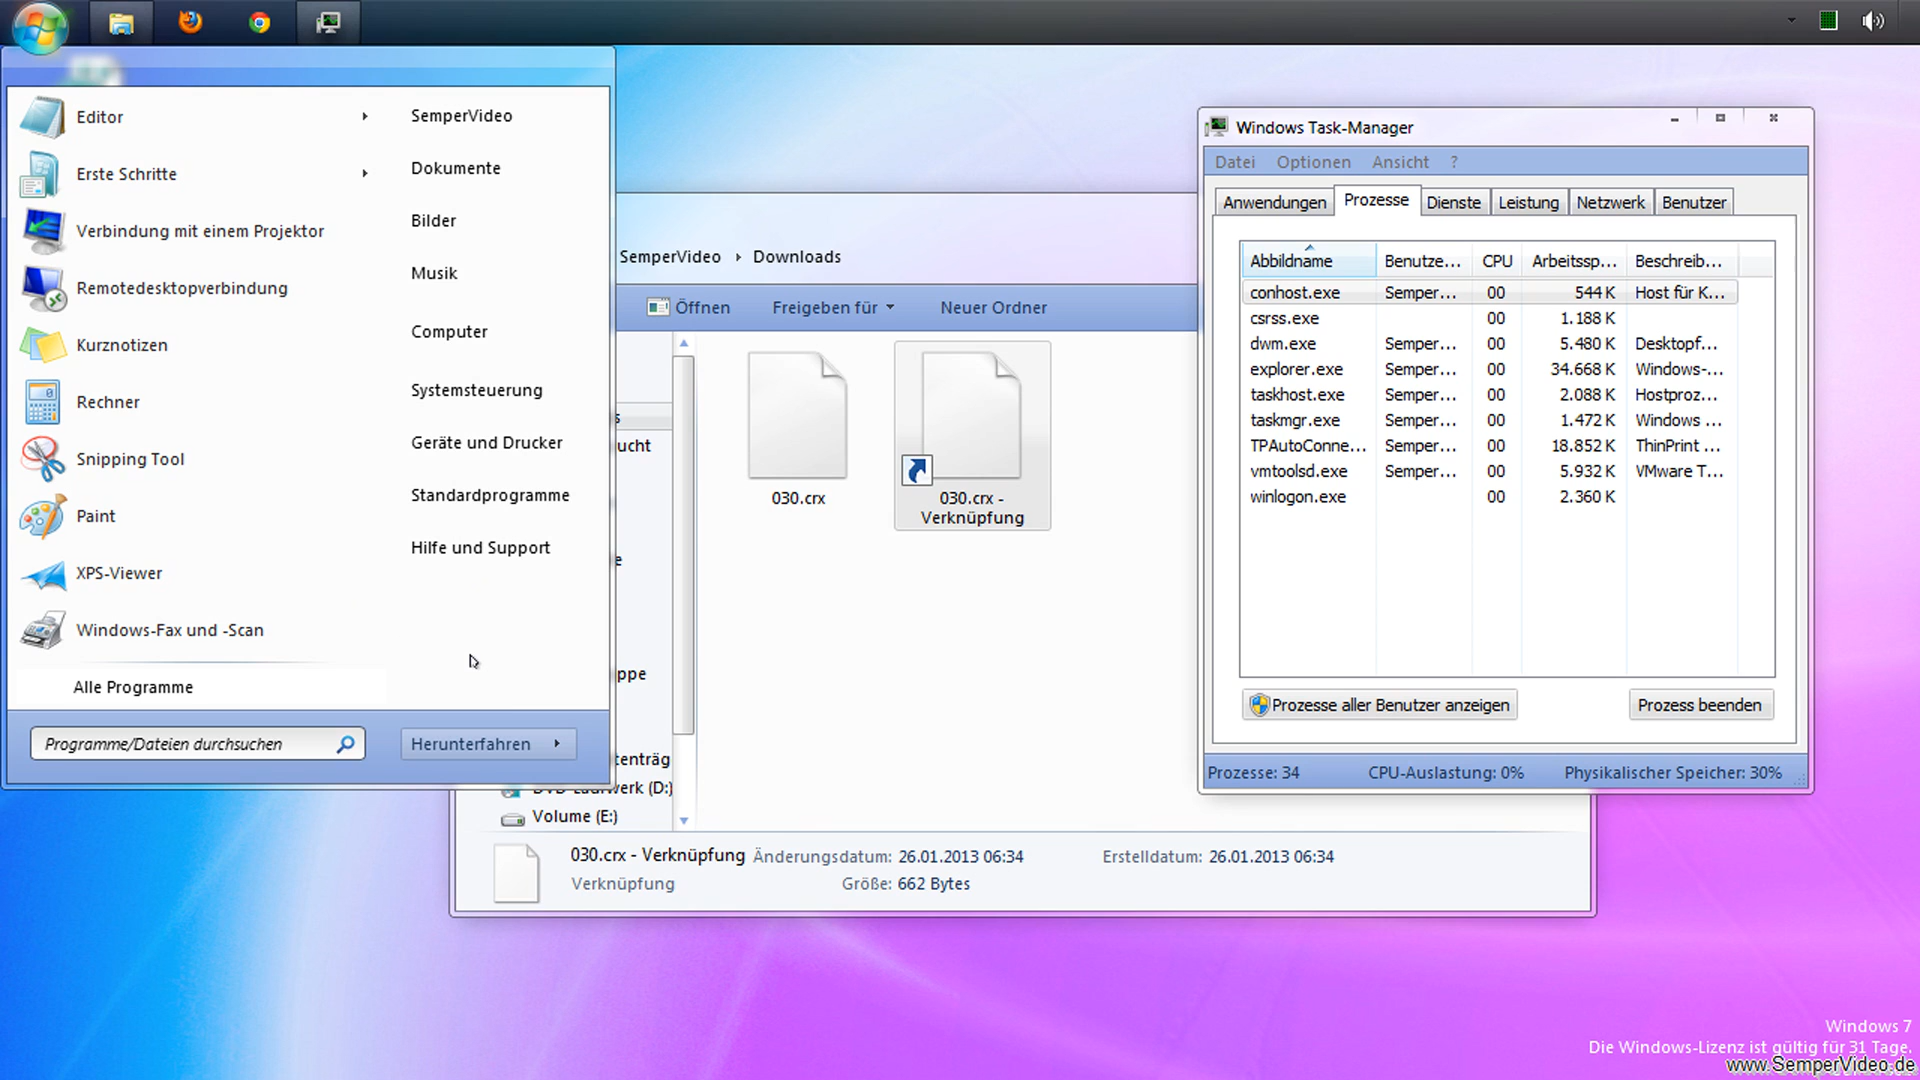 Editor
Erste Schritte
Verbindung mit einem Projektor
Remotedesktopverbindung
Kurznotizen
Rechner
Snipping Tool
Paint
XPS-Viewer
Windows-Fax und -Scan
Alle Programme
Programme/Dateien durchsuchen
SemperVideo
Dokumente
Bilder
Musik
Computer
Systemsteuerung
Geräte und Drucker
Standardprogramme
Hilfe und Support
Herunterfahren
SemperVideo Downloads
Öffnen Freigeben für Neuer Ordner
s
ucht
e
ppe
tenträg
DVD-Laufwerk (D:)
Volume (E:)
030.crx
030.crx -
Verknüpfung
030.crx - Verknüpfung Änderungsdatum: 26.01.2013 06:34 Erstelldatum: 26.01.2013 06:34
Verknüpfung Größe: 662 Bytes
Windows Task-Manager
Datei Optionen Ansicht ?
Anwendungen Prozesse Dienste Leistung Netzwerk Benutzer
Abbildname Benutze... CPU Arbeitssp... Beschreib...
conhost.exe Semper... 00 544 K Host für K...
csrss.exe 00 1.188 K
dwm.exe Semper... 00 5.480 K Desktopf...
explorer.exe Semper... 00 34.668 K Windows-...
taskhost.exe Semper... 00 2.088 K Hostproz...
taskmgr.exe Semper... 00 1.472 K Windows ...
TPAutoConne... Semper... 00 18.852 K ThinPrint ...
vmtoolsd.exe Semper... 00 5.932 K VMware T...
winlogon.exe 00 2.360 K
Prozesse aller Benutzer anzeigen Prozess beenden
Prozesse: 34 CPU-Auslastung: 0% Physikalischer Speicher: 30%
Windows 7
Die Windows-Lizenz ist gültig für 31 Tage.
www.SemperVideo.de